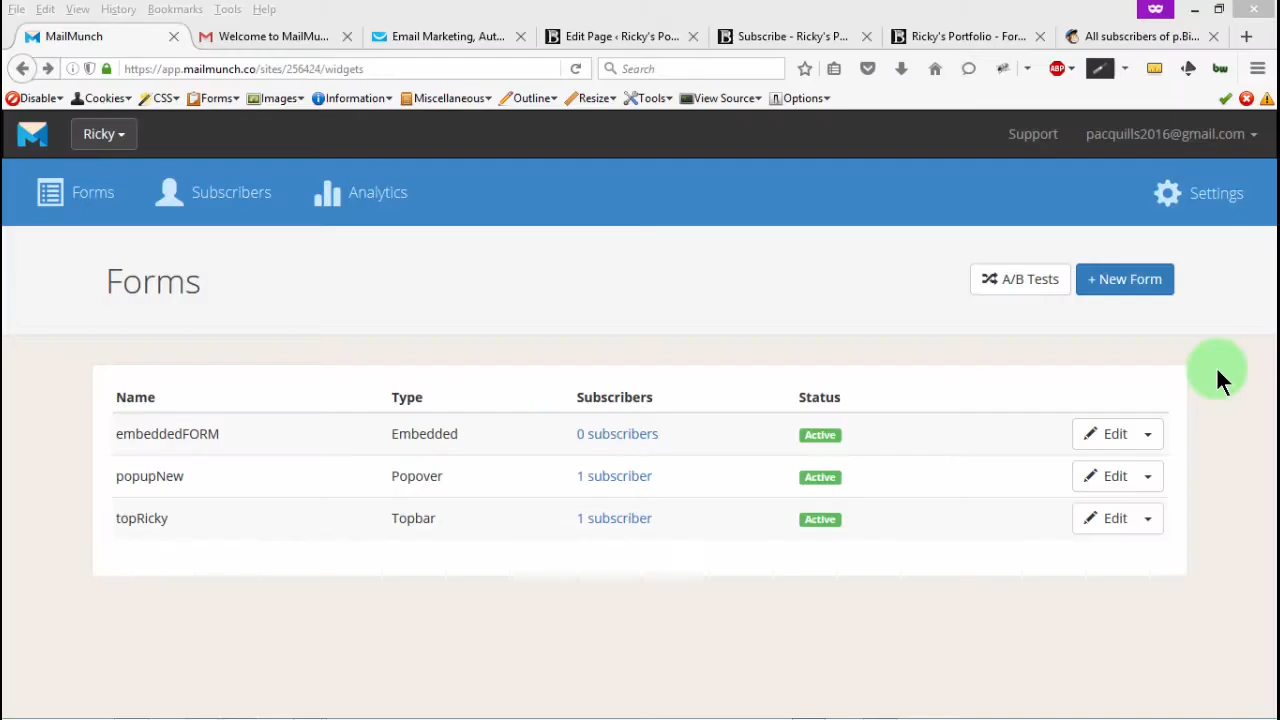 File Edit View History Bookmarks Tools Help
MailMunch Welcome to MailMu... Email Marketing, Aut... Edit Page ‹ Ricky's Po... Subscribe - Ricky's P... Ricky's Portfolio - For... All subscribers of p.Bi...
https://app.mailmunch.co/sites/256424/widgets Search ABP bw
Disable Cookies CSS Forms Images Information Miscellaneous Outline Resize Tools View Source Options
Ricky Support pacquills2016@gmail.com
Forms Subscribers Analytics Settings
Forms A/B Tests + New Form
Name Type Subscribers Status
embeddedFORM Embedded 0 subscribers Active Edit
popupNew Popover 1 subscriber Active Edit
topRicky Topbar 1 subscriber Active Edit